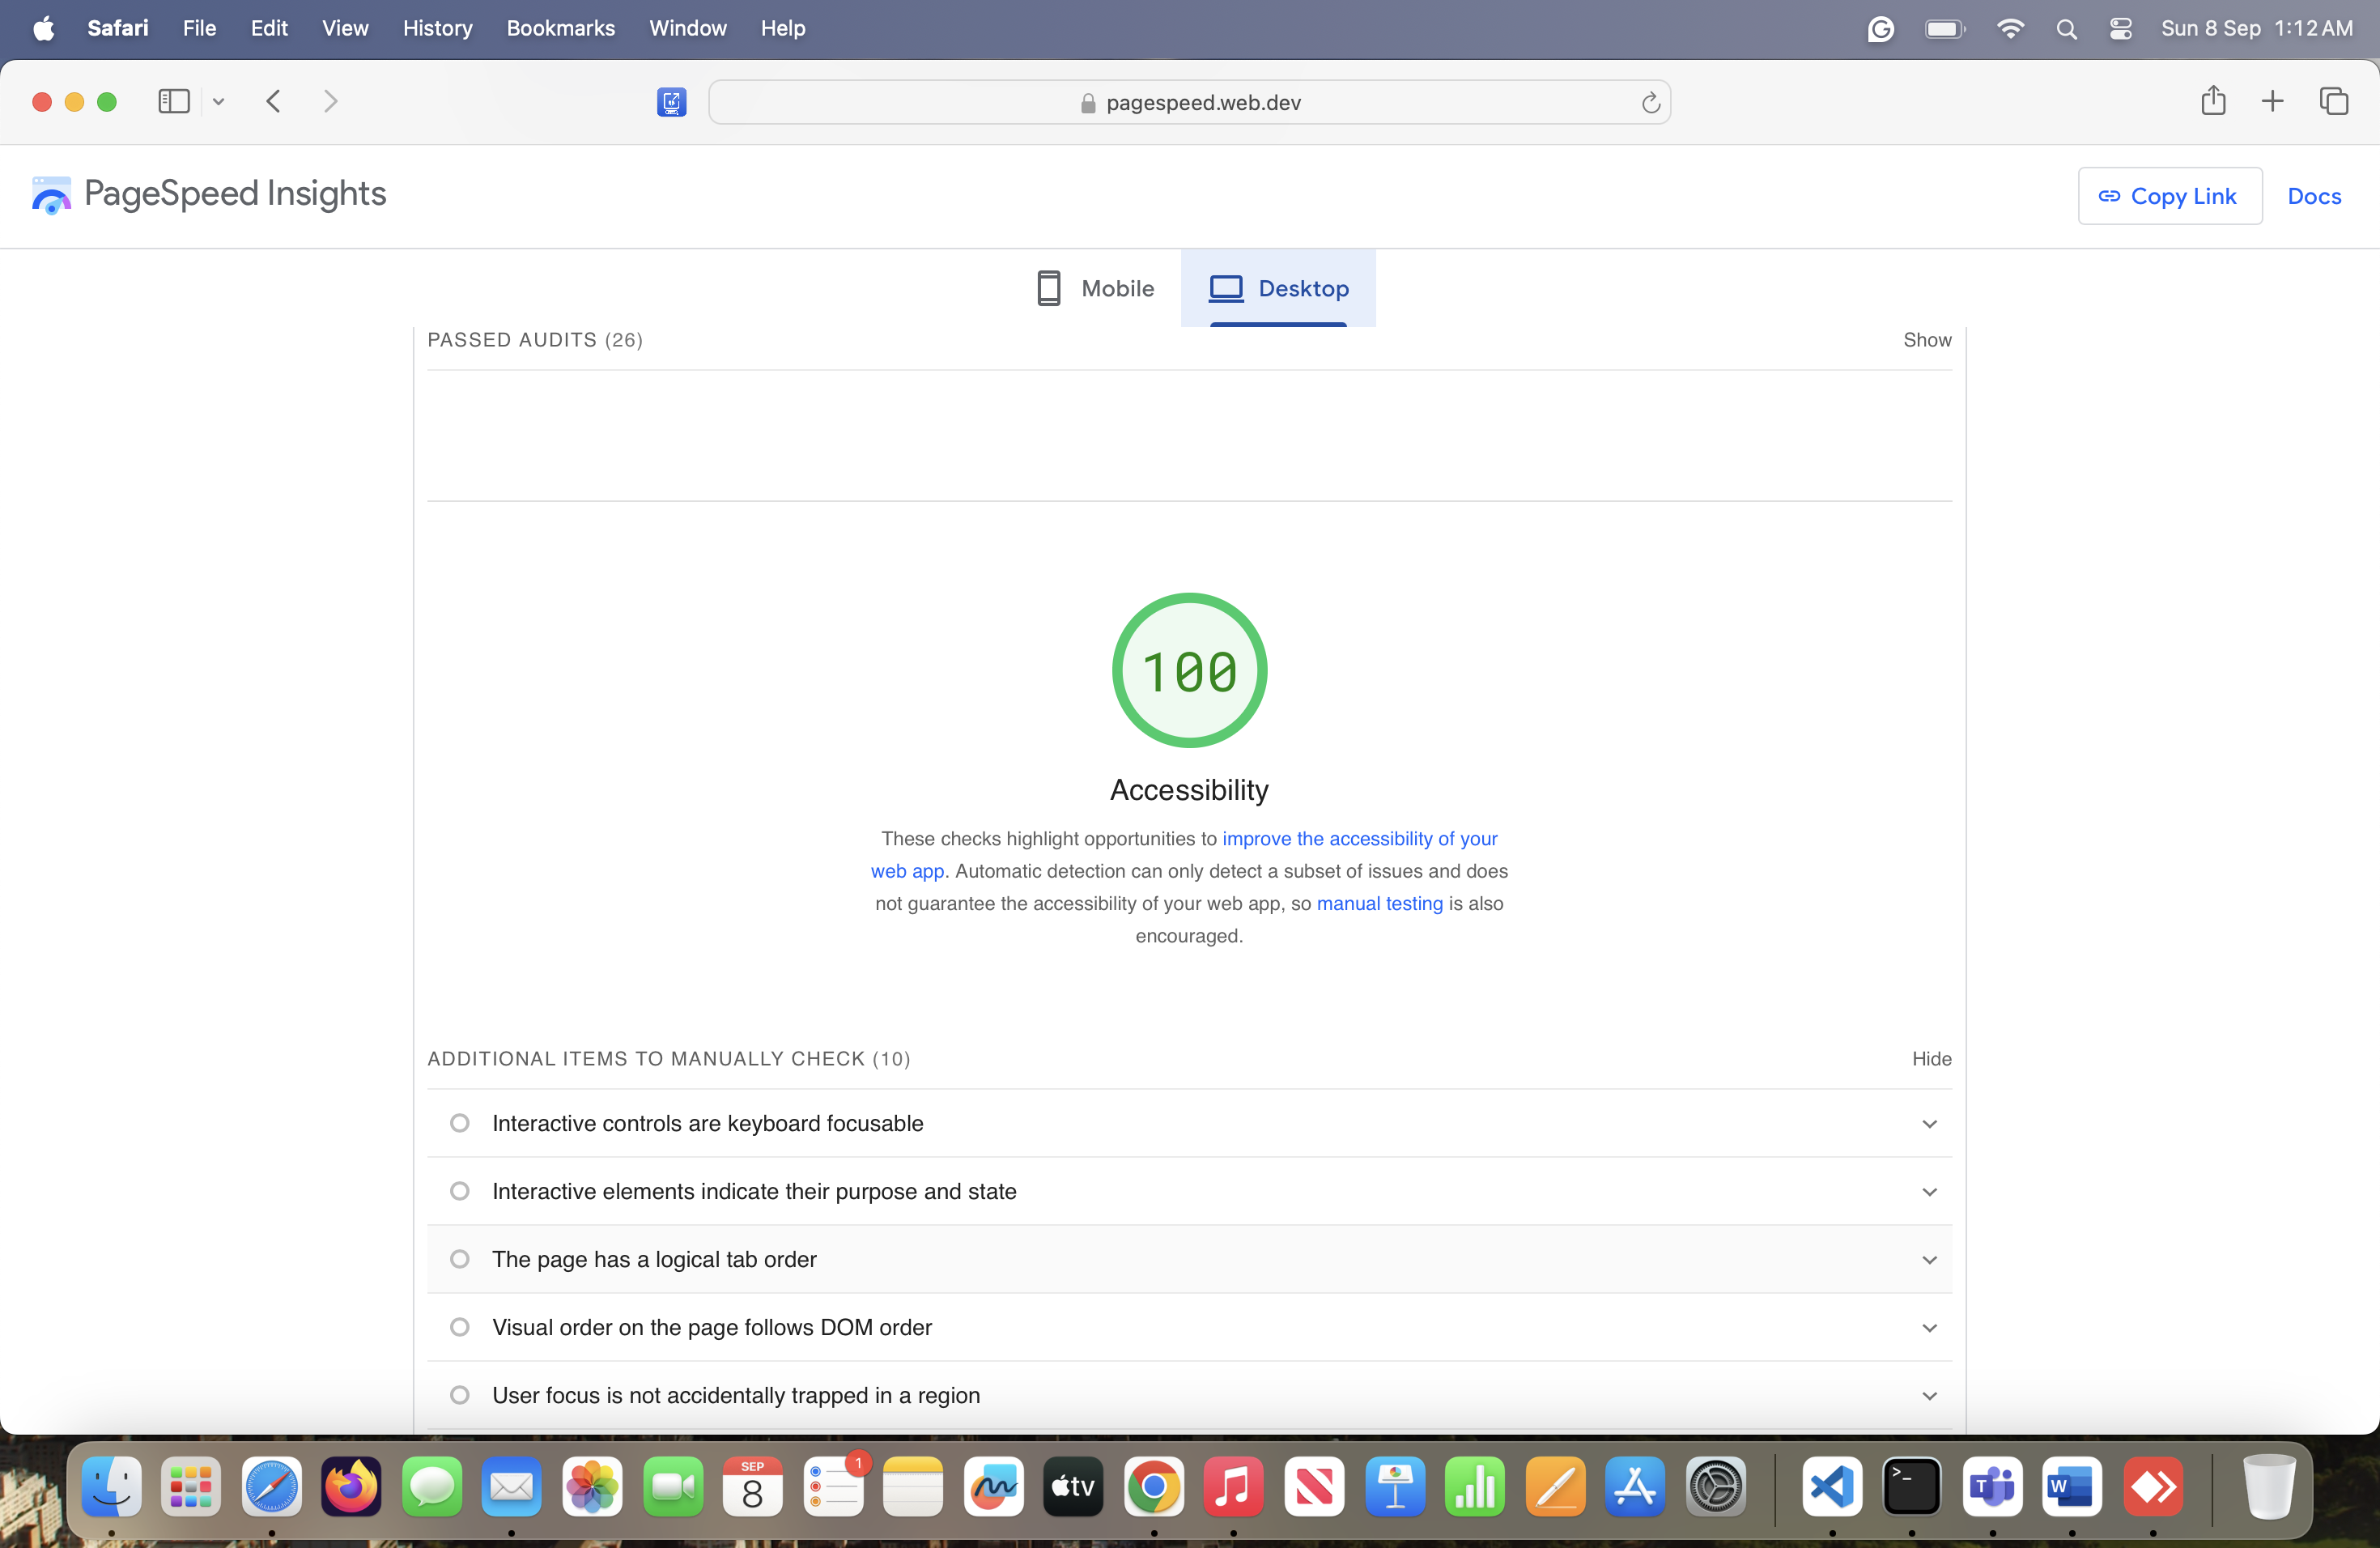 Safari File Edit View History Bookmarks Window Help Sun 8 Sep 1:12 AM
pagespeed.web.dev
PageSpeed Insights
Copy Link
Docs
Mobile
Desktop
PASSED AUDITS (26)
Show
100
Accessibility
These checks highlight opportunities to improve the accessibility of your
web app. Automatic detection can only detect a subset of issues and does
not guarantee the accessibility of your web app, so manual testing is also
encouraged.
ADDITIONAL ITEMS TO MANUALLY CHECK (10)
Hide
Interactive controls are keyboard focusable
Interactive elements indicate their purpose and state
The page has a logical tab order
Visual order on the page follows DOM order
User focus is not accidentally trapped in a region
SEP
8
1
tv
>_
T
W